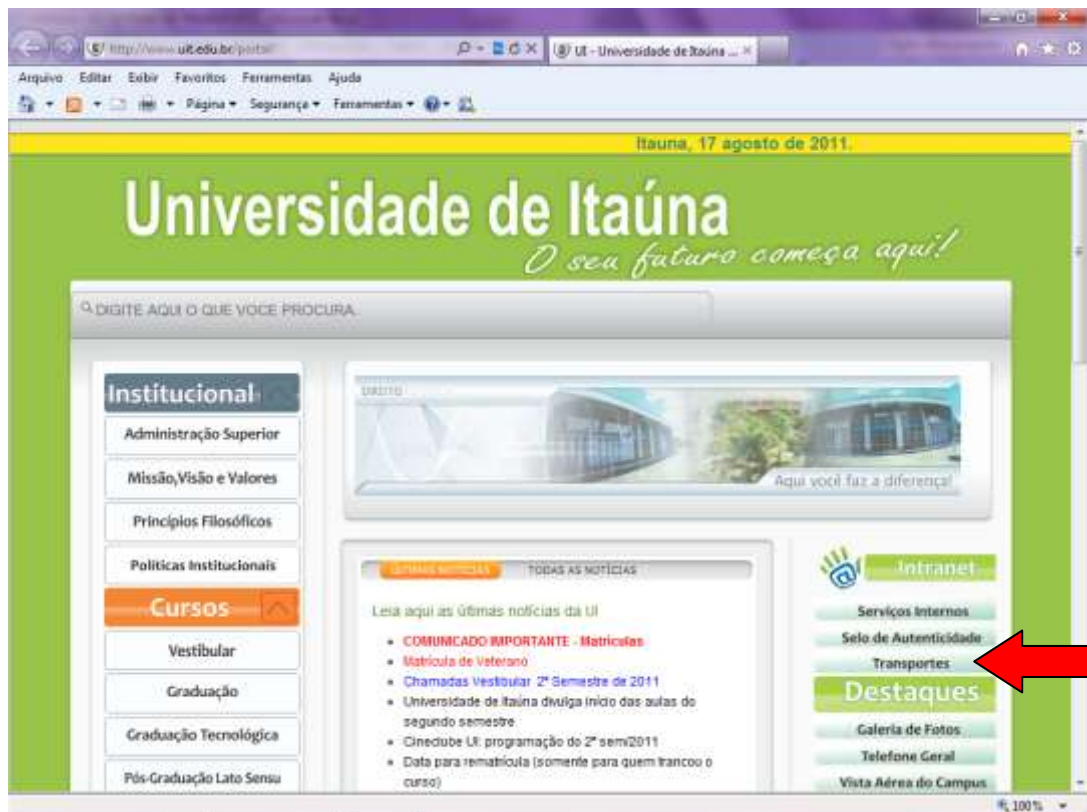 http://www.uit.edu.br/portal/
UI - Universidade de Itaúna ...
Arquivo Editar Exibir Favoritos Ferramentas Ajuda
Página Segurança Ferramentas
Itauna, 17 agosto de 2011.
Universidade de Itaúna
O seu futuro começa aqui!
DIGITE AQUI O QUE VOCE PROCURA.
Institucional
Administração Superior
Missão,Visão e Valores
Princípios Filosóficos
Políticas Institucionais
Cursos
Vestibular
Graduação
Graduação Tecnológica
Pós-Graduação Lato Sensu
DIREITO
Aqui você faz a diferença!
ÚLTIMAS NOTÍCIAS TODAS AS NOTÍCIAS
Leia aqui as útimas notícias da UI
COMUNICADO IMPORTANTE - Matrículas
Matrícula de Veterano
Chamadas Vestibular 2º Semestre de 2011
Universidade de Itaúna divulga início das aulas do
segundo semestre
Cineclube UI: programação do 2º sem/2011
Data para rematrícula (somente para quem trancou o
curso)
Intranet
Serviços Internos
Selo de Autenticidade
Transportes
Destaques
Galeria de Fotos
Telefone Geral
Vista Aérea do Campus
100%